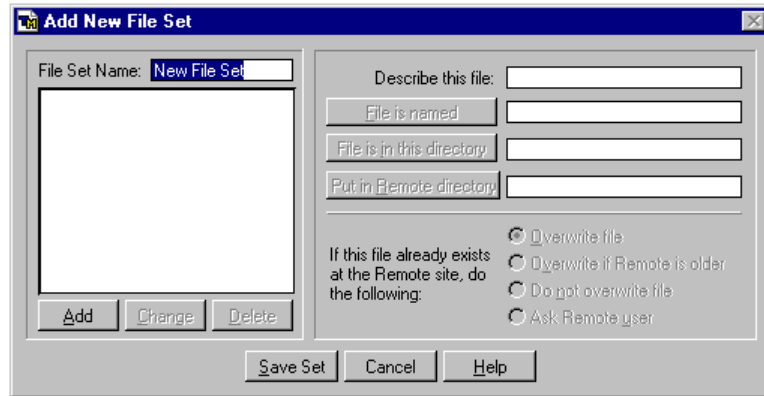 Add New File Set
File Set Name: New File Set
Add Change Delete
Describe this file:
File is named
File is in this directory
Put in Remote directory
If this file already exists
at the Remote site, do
the following:
Overwrite file
Overwrite if Remote is older
Do not overwrite file
Ask Remote user
Save Set Cancel Help